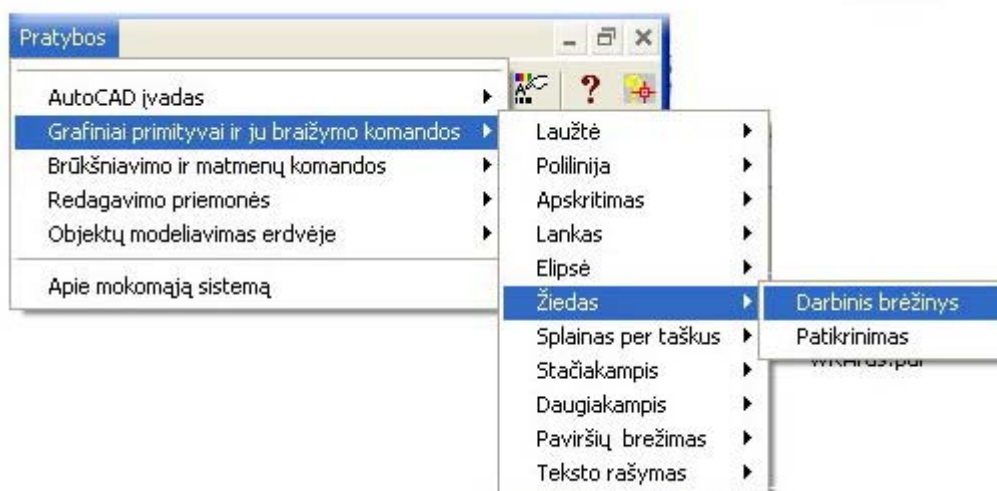 Pratybos
AutoCAD įvadas
Grafiniai primityvai ir ju braižymo komandos
Brūkšniavimo ir matmenų komandos
Redagavimo priemonės
Objektų modeliavimas erdvėje
Apie mokomąją sistemą
Laužtė
Polilinija
Apskritimas
Lankas
Elipsė
Žiedas
Splainas per taškus
Stačiakampis
Daugiakampis
Paviršių brežimas
Teksto rašymas
Darbinis brėžinys
Patikrinimas